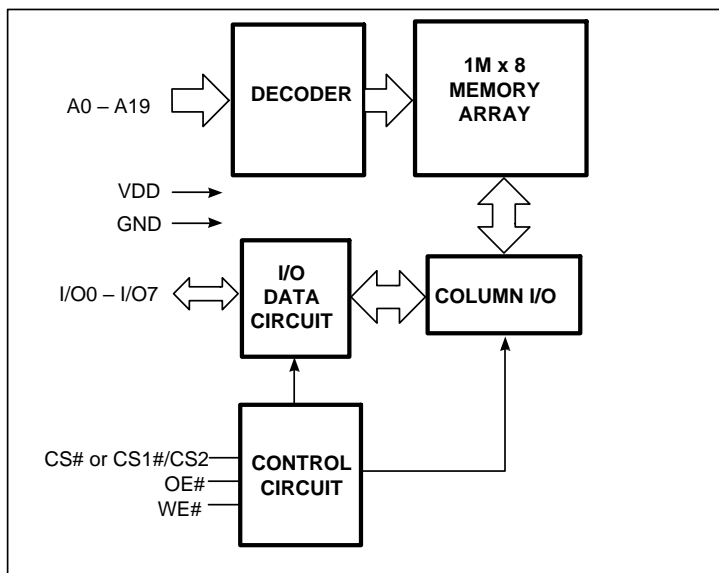 A0 – A19
DECODER
1M x 8
MEMORY
ARRAY
VDD
GND
I/O0 – I/O7
I/O
DATA
CIRCUIT
COLUMN I/O
CS# or CS1#/CS2
OE#
WE#
CONTROL
CIRCUIT